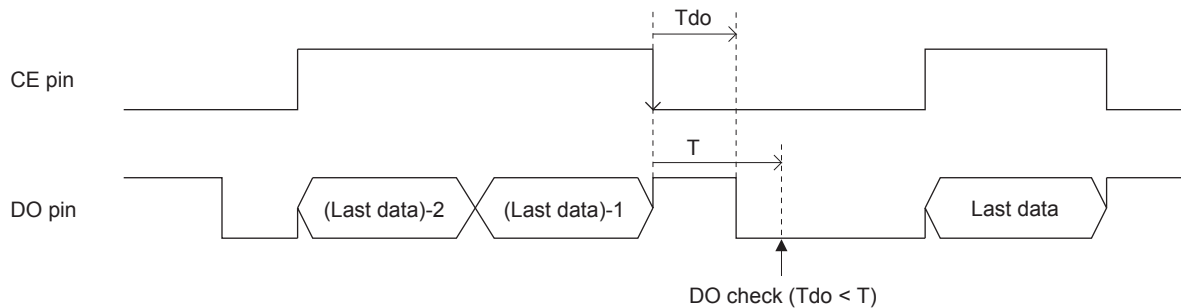 Tdo
CE pin
T
DO pin
(Last data)-2
(Last data)-1
Last data
DO check (Tdo < T)